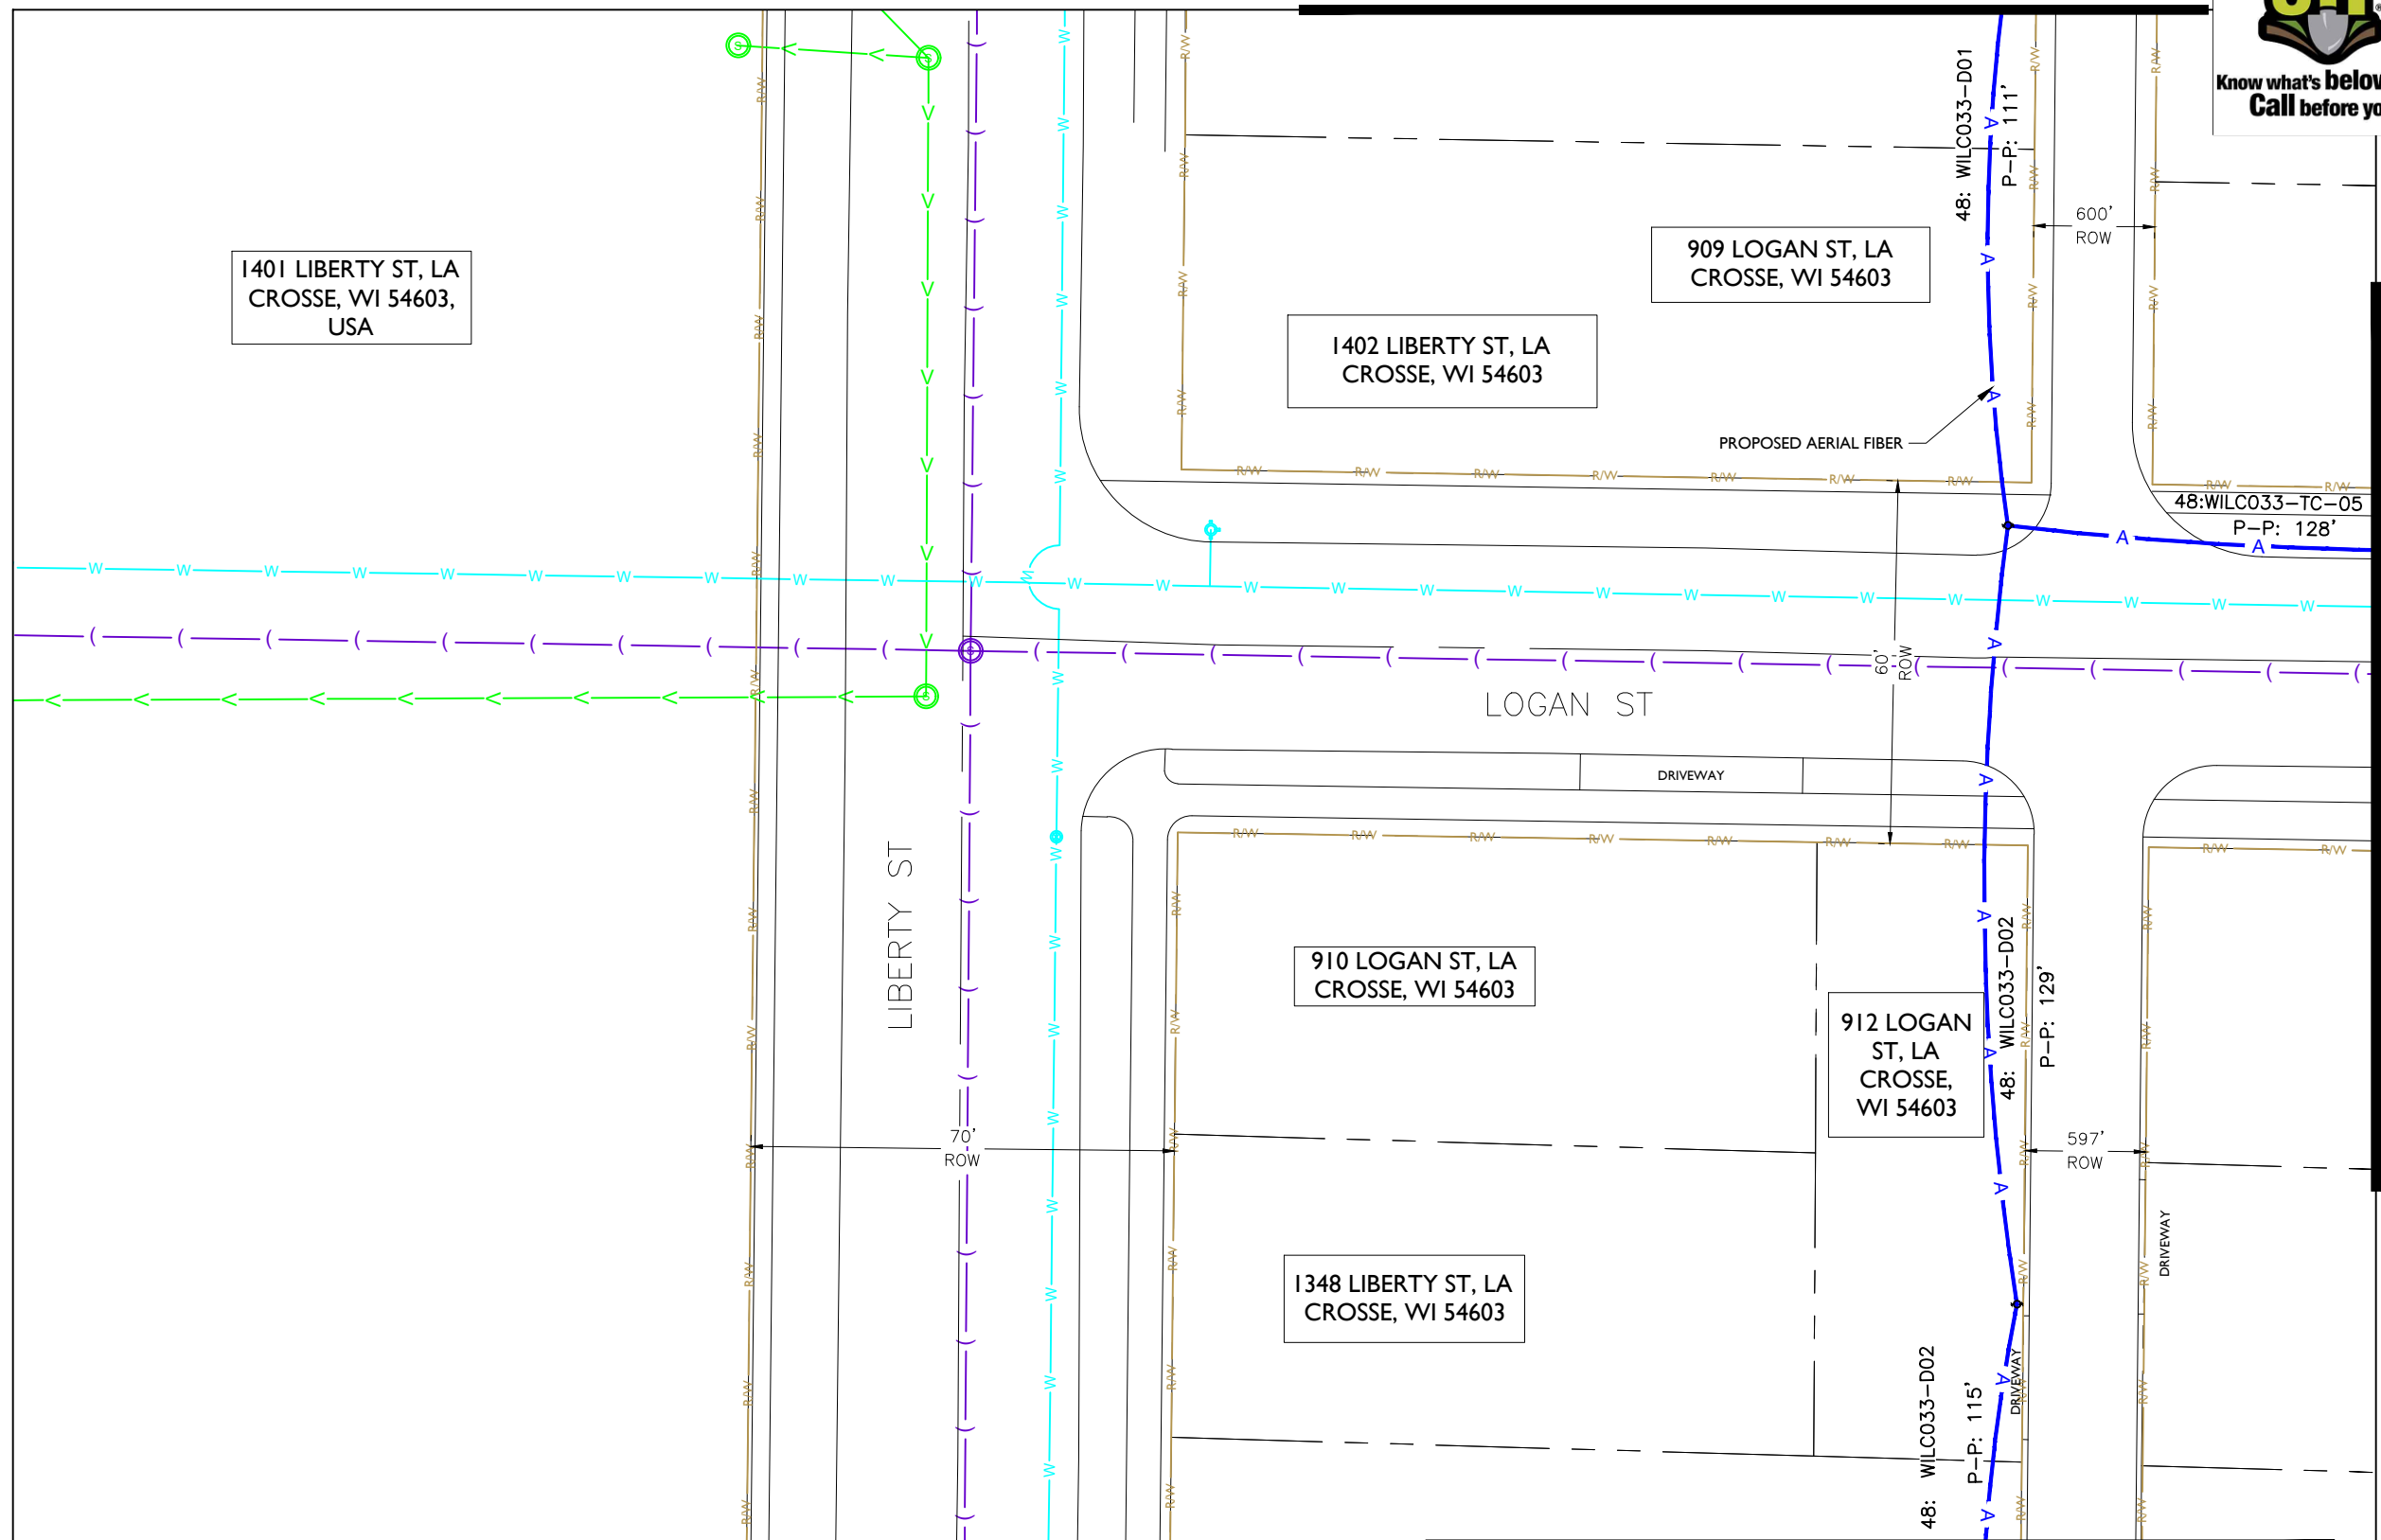 Know what's below
Call before yo
48: WILC033-D01
P-P: 111'
600'
ROW
1401 LIBERTY ST, LA
CROSSE, WI 54603,
USA
909 LOGAN ST, LA
CROSSE, WI 54603
1402 LIBERTY ST, LA
CROSSE, WI 54603
PROPOSED AERIAL FIBER
48:WILC033-TC-05
P-P: 128'
60'
ROW
LOGAN ST
DRIVEWAY
LIBERTY ST
910 LOGAN ST, LA
CROSSE, WI 54603
912 LOGAN
ST, LA
CROSSE,
WI 54603
48: WILC033-D02
P-P: 129'
70'
ROW
597'
ROW
DRIVEWAY
1348 LIBERTY ST, LA
CROSSE, WI 54603
DRIVEWAY
48: WILC033-D02
P-P: 115'